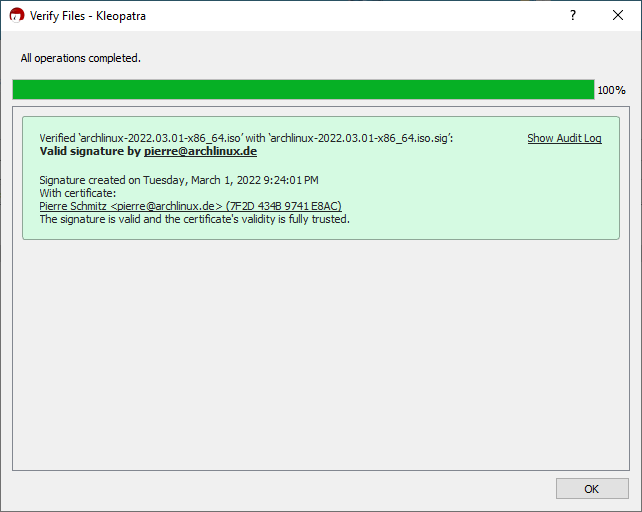 Verify Files - Kleopatra
?
All operations completed.
100%
Verified ‘archlinux-2022.03.01-x86_64.iso’ with ‘archlinux-2022.03.01-x86_64.iso.sig’:
Show Audit Log
Valid signature by pierre@archlinux.de
Signature created on Tuesday, March 1, 2022 9:24:01 PM
With certificate:
Pierre Schmitz <pierre@archlinux.de> (7F2D 434B 9741 E8AC)
The signature is valid and the certificate's validity is fully trusted.
OK